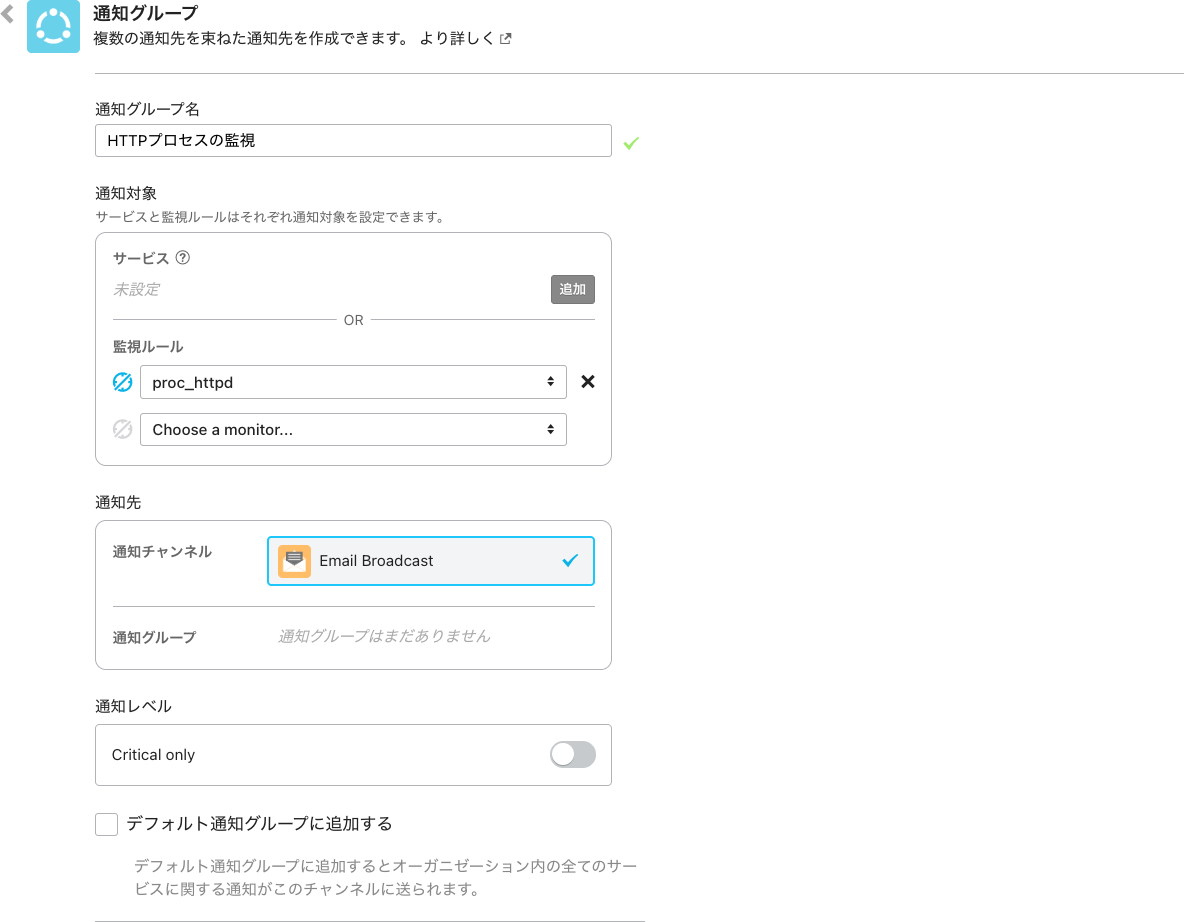 通知グループ
複数の通知先を束ねた通知先を作成できます。 より詳しく
通知グループ名
HTTPプロセスの監視
通知対象
サービスと監視ルールはそれぞれ通知対象を設定できます。
サービス ?
未設定
追加
OR
監視ルール
proc_httpd
Choose a monitor...
通知先
通知チャンネル
Email Broadcast
通知グループ
通知グループはまだありません
通知レベル
Critical only
デフォルト通知グループに追加する
デフォルト通知グループに追加するとオーガニゼーション内の全てのサー
ビスに関する通知がこのチャンネルに送られます。